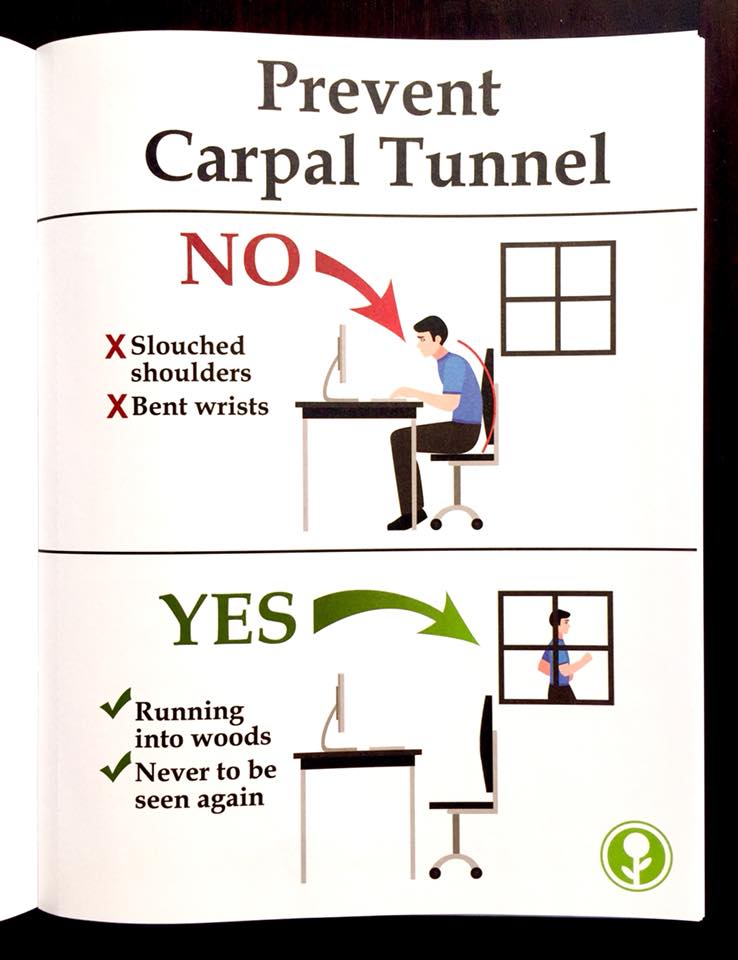 Prevent
Carpal Tunnel
NO
X Slouched
shoulders
X Bent wrists
YES
✓ Running
into woods
✓ Never to be
seen again